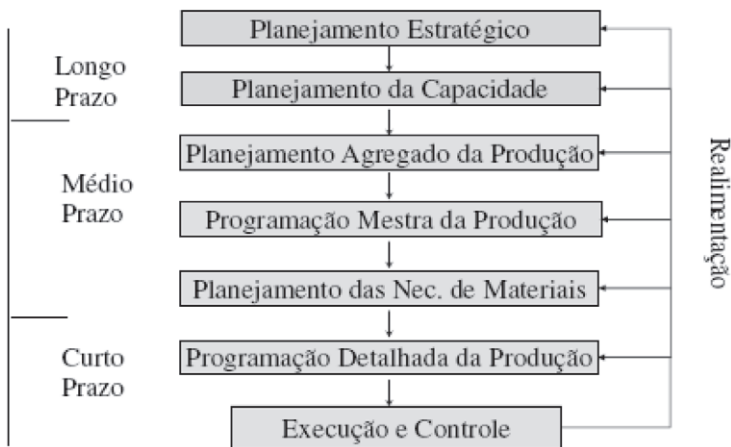 Planejamento Estratégico
Longo
Prazo
Planejamento da Capacidade
Planejamento Agregado da Produção
Médio
Prazo
Programação Mestra da Produção
Planejamento das Nec. de Materiais
Curto
Prazo
Programação Detalhada da Produção
Execução e Controle
Realimentação